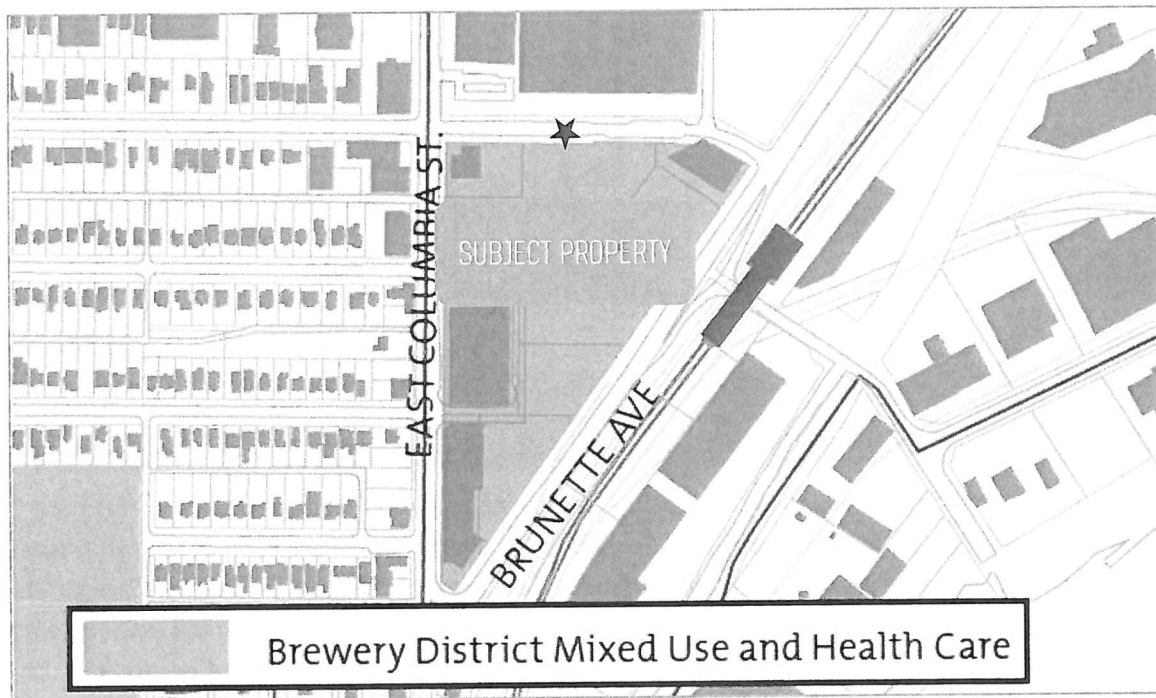 EAST COLUMBIA ST.
SUBJECT PROPERTY
BRUNETTE AVE
Brewery District Mixed Use and Health Care